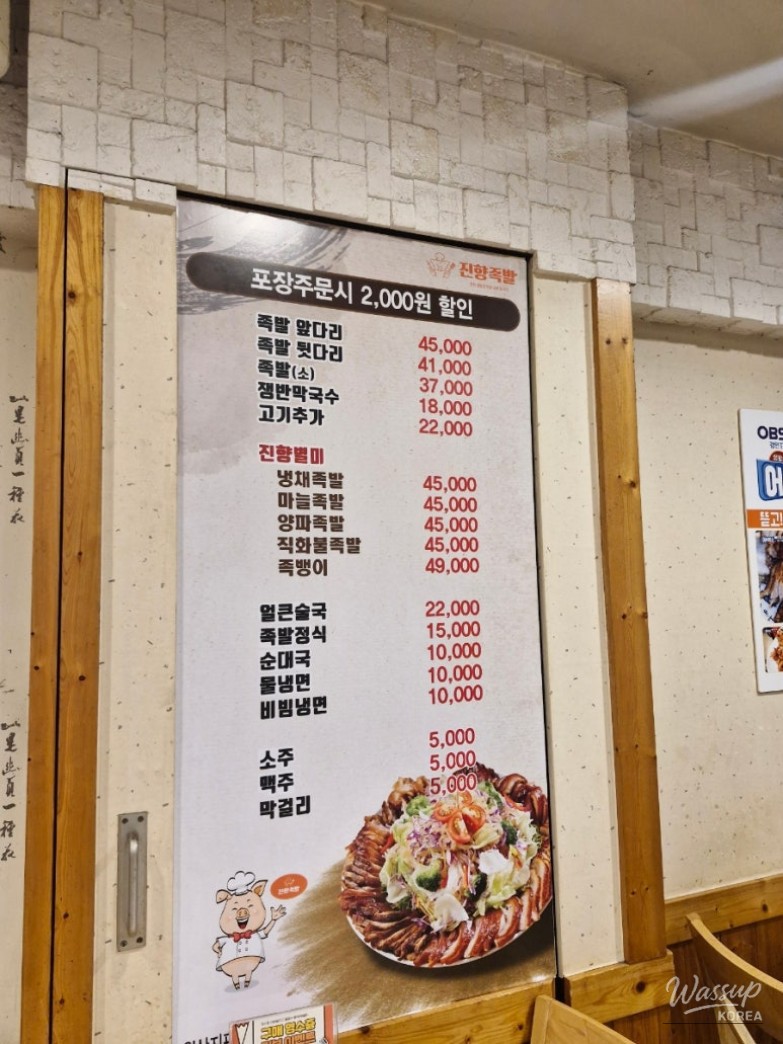 진향족발
포장주문시 2,000원 할인
족발 앞다리 45,000
족발 뒷다리 41,000
족발(소) 37,000
쟁반막국수 18,000
고기추가 22,000
진향별미
냉채족발 45,000
마늘족발 45,000
양파족발 45,000
직화불족발 45,000
족뱅이 49,000
얼큰술국 22,000
족발정식 15,000
순대국 10,000
물냉면 10,000
비빔냉면 10,000
소주 5,000
맥주 5,000
막걸리 5,000
OBS
Wassup
KOREA